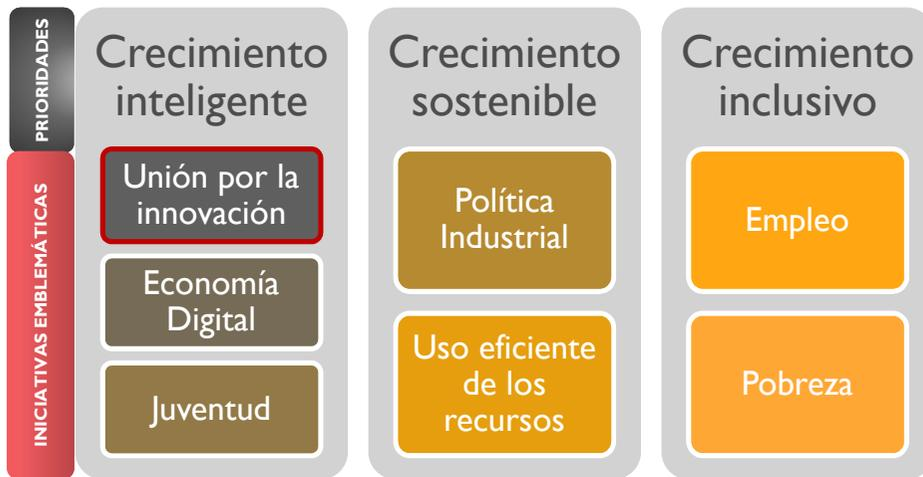 PRIORIDADES
Crecimiento
inteligente
Crecimiento
sostenible
Crecimiento
inclusivo
INICIATIVAS EMBLEMÁTICAS
Unión por la
innovación
Economía
Digital
Juventud
Política
Industrial
Uso eficiente
de los
recursos
Empleo
Pobreza